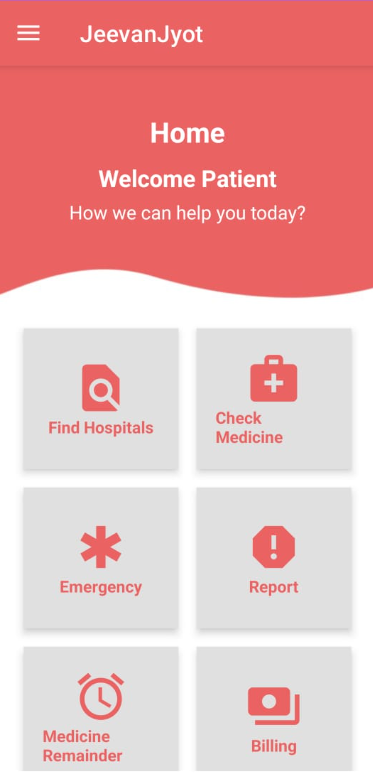 JeevanJyot
Home
Welcome Patient
How we can help you today?
Find Hospitals
Check
Medicine
Emergency
Report
Medicine
Remainder
Billing